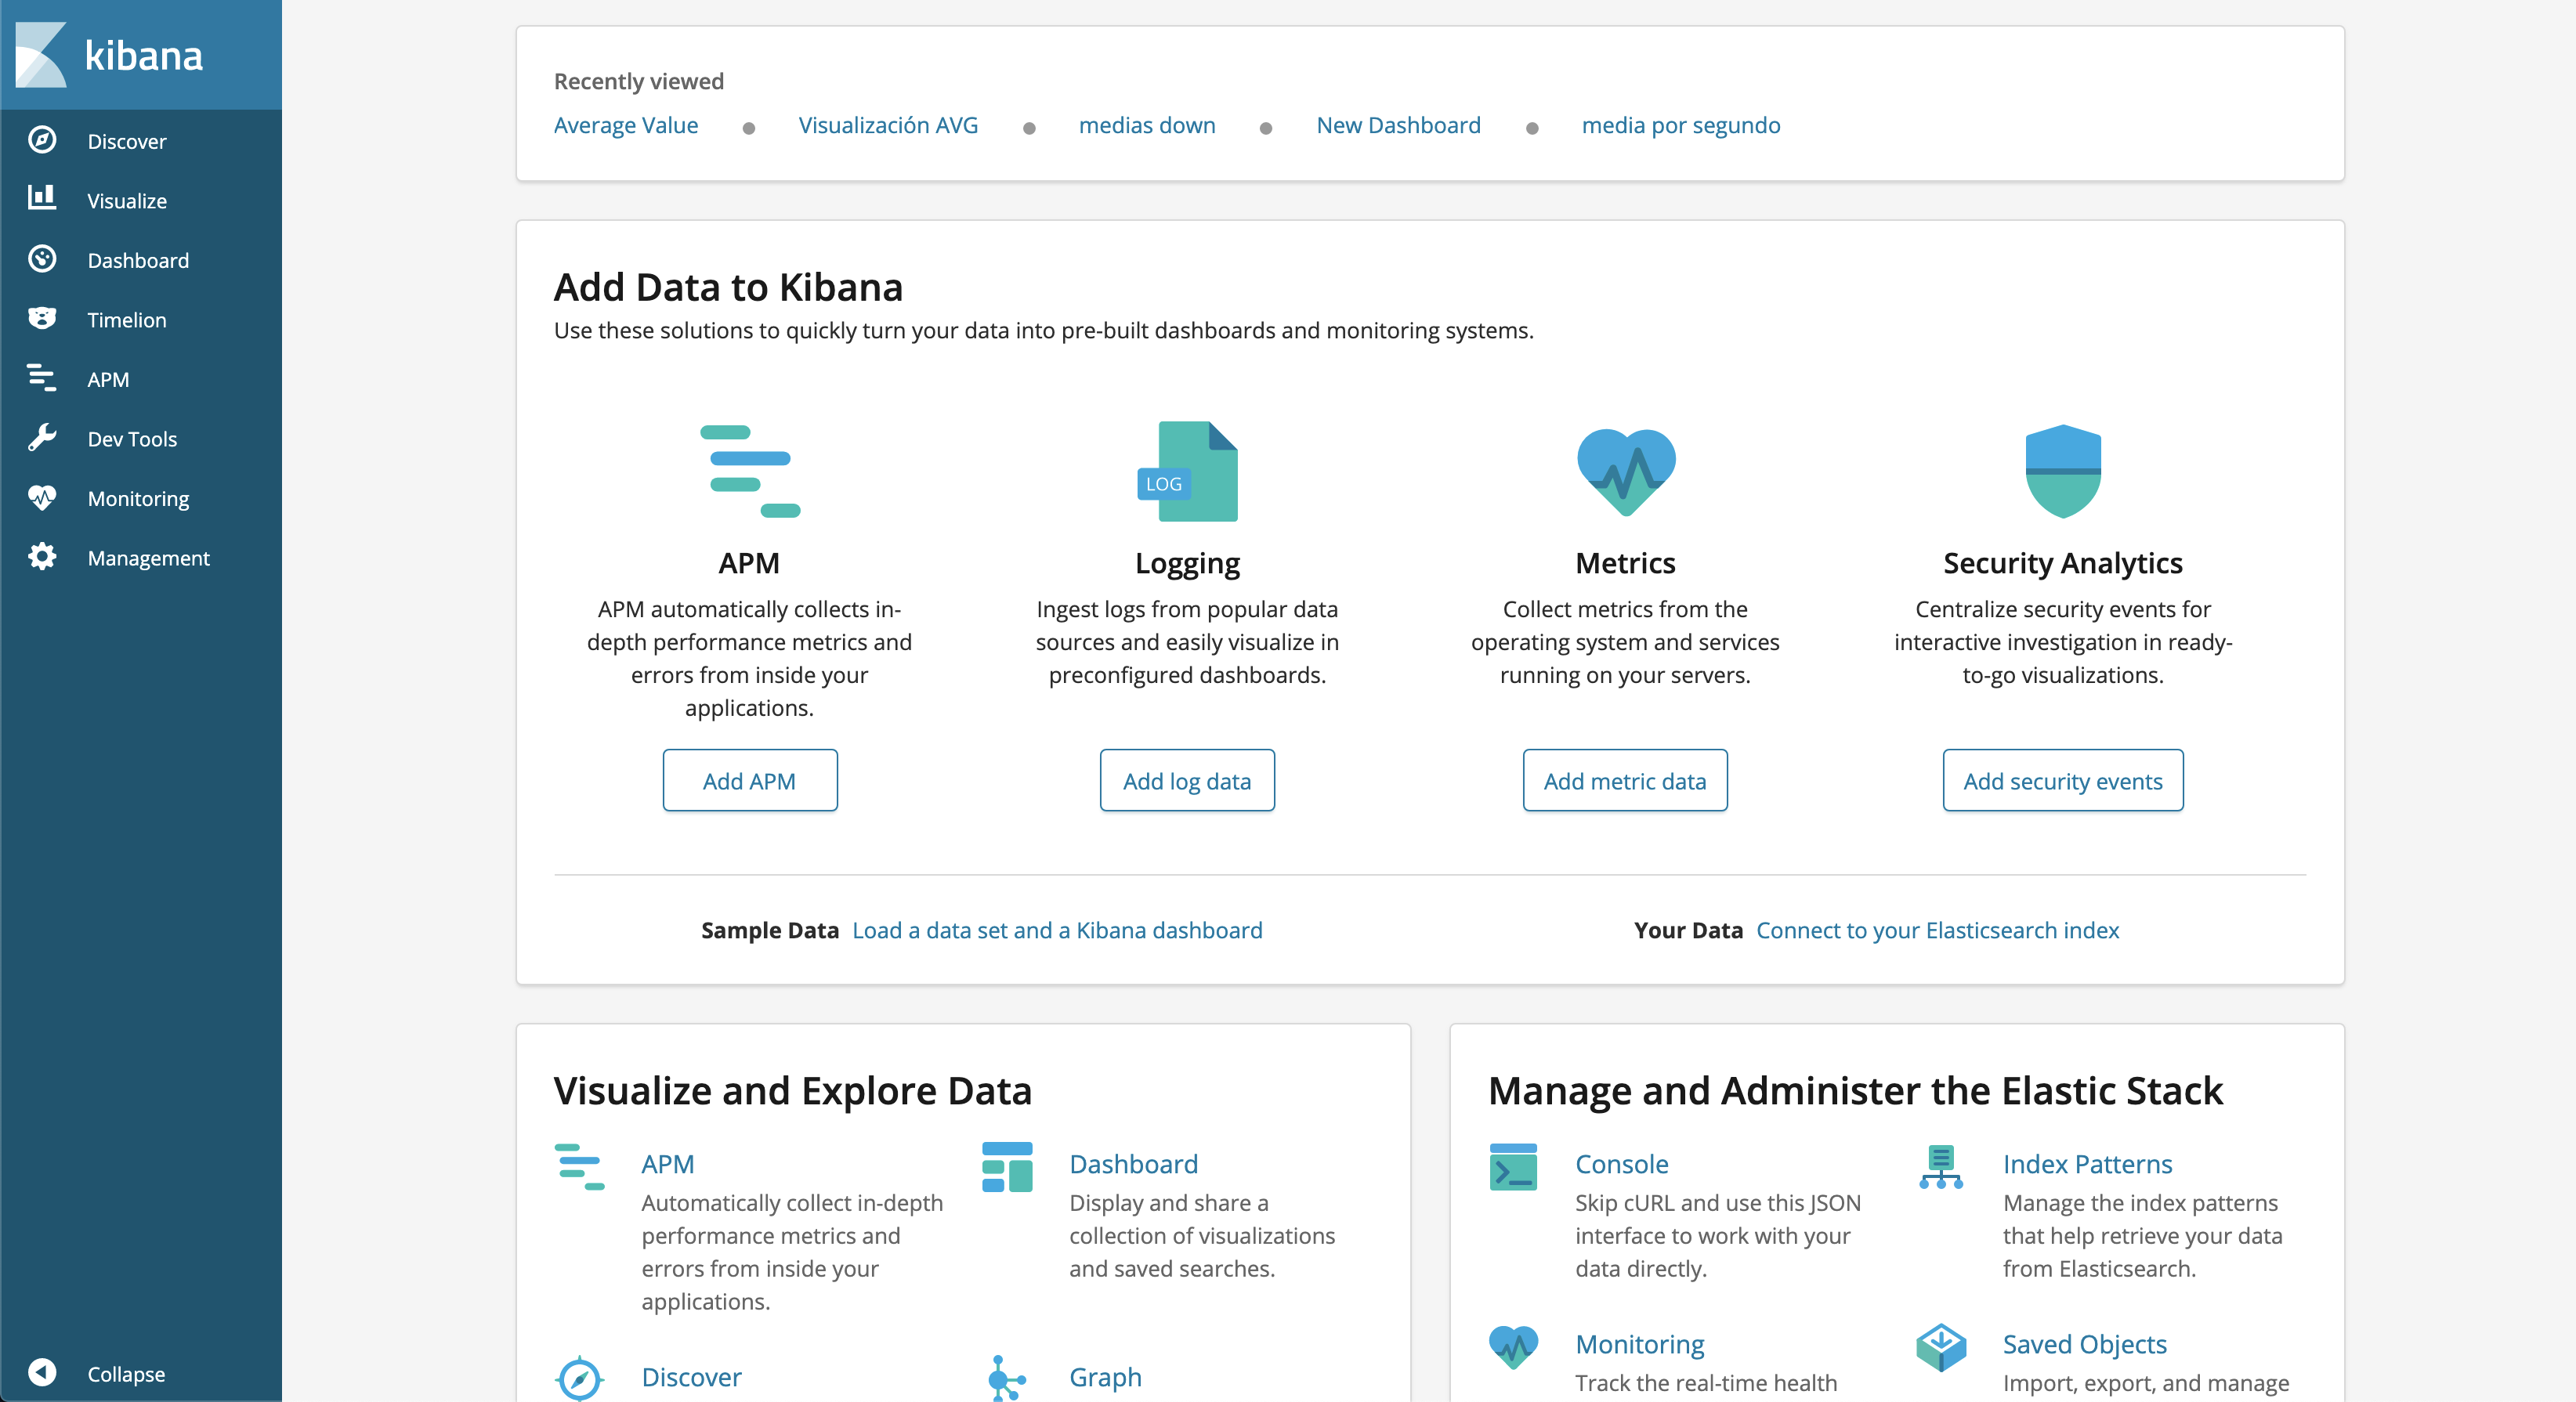 kibana
Discover
Visualize
Dashboard
Timelion
APM
Dev Tools
Monitoring
Management
Collapse
Recently viewed
Average Value
Visualización AVG
medias down
New Dashboard
media por segundo
Add Data to Kibana
Use these solutions to quickly turn your data into pre-built dashboards and monitoring systems.
APM
APM automatically collects in-
depth performance metrics and
errors from inside your
applications.
Add APM
LOG
Logging
Ingest logs from popular data
sources and easily visualize in
preconfigured dashboards.
Add log data
Metrics
Collect metrics from the
operating system and services
running on your servers.
Add metric data
Security Analytics
Centralize security events for
interactive investigation in ready-
to-go visualizations.
Add security events
Sample Data Load a data set and a Kibana dashboard
Your Data Connect to your Elasticsearch index
Visualize and Explore Data
APM
Automatically collect in-depth
performance metrics and
errors from inside your
applications.
Dashboard
Display and share a
collection of visualizations
and saved searches.
Discover
Graph
Manage and Administer the Elastic Stack
Console
Skip cURL and use this JSON
interface to work with your
data directly.
Index Patterns
Manage the index patterns
that help retrieve your data
from Elasticsearch.
Monitoring
Track the real-time health
Saved Objects
Import, export, and manage